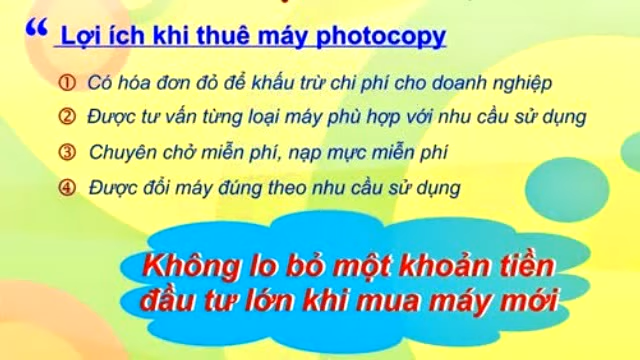 “ Lợi ích khi thuê máy photocopy
① Có hóa đơn đỏ để khấu trừ chi phí cho doanh nghiệp
② Được tư vấn từng loại máy phù hợp với nhu cầu sử dụng
③ Chuyên chở miễn phí, nạp mực miễn phí
④ Được đổi máy đúng theo nhu cầu sử dụng
Không lo bỏ một khoản tiền
đầu tư lớn khi mua máy mới